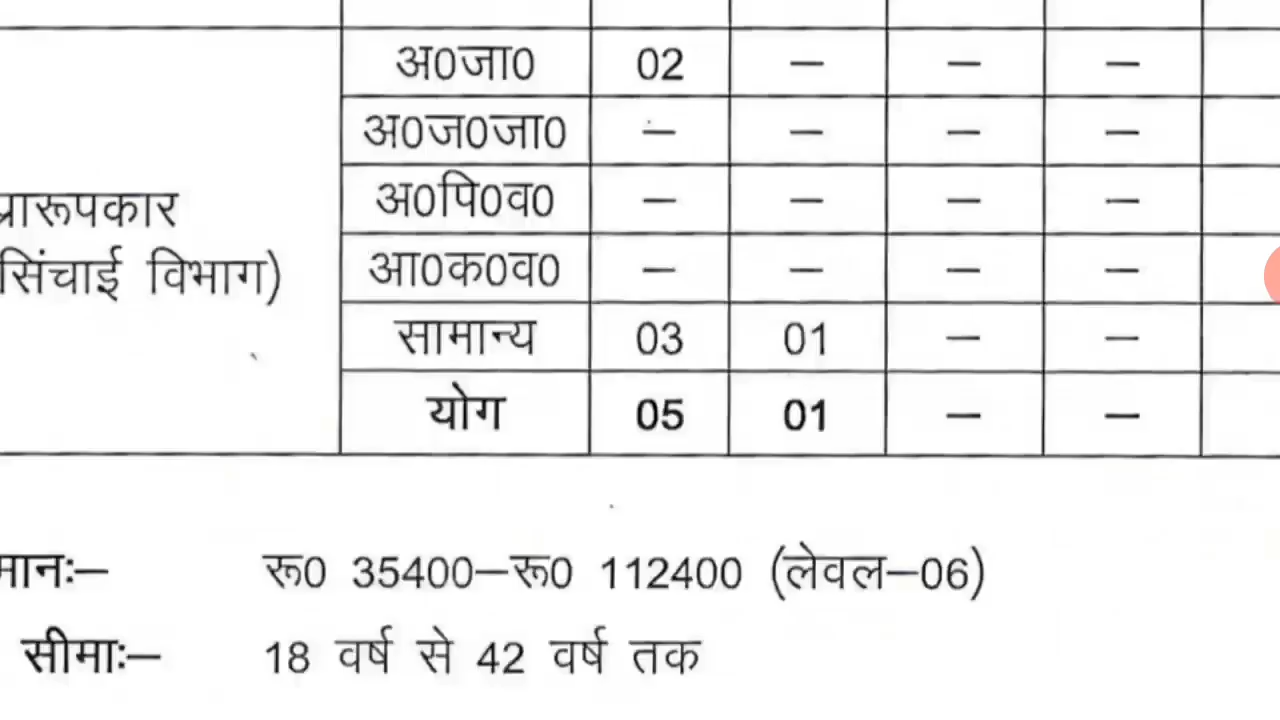 अ0जा0 02 – – –
अ0ज0जा0 – – – –
अ0पि0व0 – – – –
आ0क0व0 – – – –
सामान्य 03 01 – –
योग 05 01 – –
प्रारूपकार
सिंचाई विभाग)
मानः– रू0 35400–रू0 112400 (लेवल–06)
सीमाः– 18 वर्ष से 42 वर्ष तक